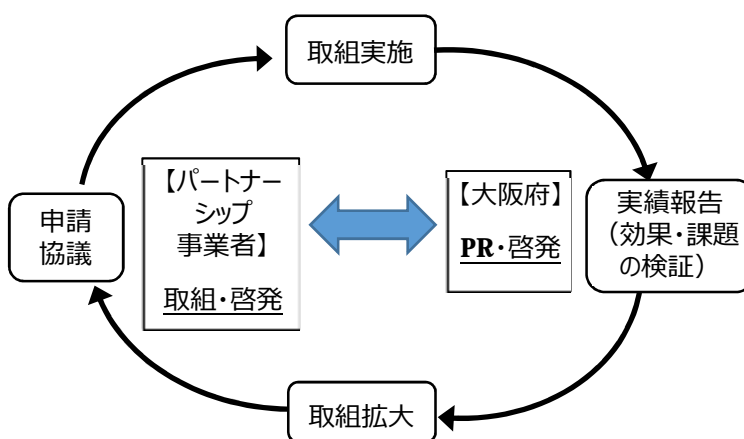 取組実施
【パートナー
シップ
事業者】
取組・啓発
【大阪府】
PR・啓発
申請
協議
実績報告
（効果・課題
の検証）
取組拡大